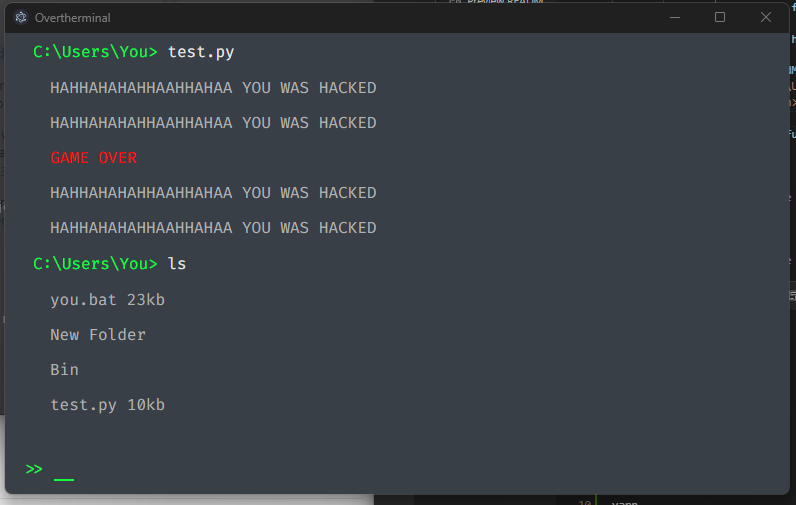 Overtherminal
C:\Users\You> test.py
HAHHAHAHAHHAAHHAHAA YOU WAS HACKED
HAHHAHAHAHHAAHHAHAA YOU WAS HACKED
GAME OVER
HAHHAHAHAHHAAHHAHAA YOU WAS HACKED
HAHHAHAHAHHAAHHAHAA YOU WAS HACKED
C:\Users\You> ls
you.bat 23kb
New Folder
Bin
test.py 10kb
>> __